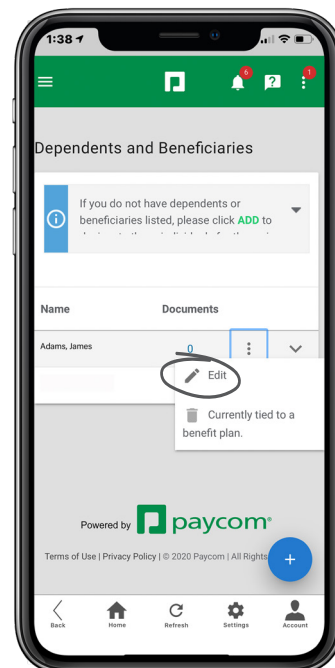 1:38
6
1
?
Dependents and Beneficiaries
If you do not have dependents or
beneficiaries listed, please click ADD to
Name Documents
Adams, James 0
Edit
Currently tied to a
benefit plan.
Powered by paycom®
Terms of Use | Privacy Policy | © 2020 Paycom | All Rights
+
Back Home Refresh Settings Account